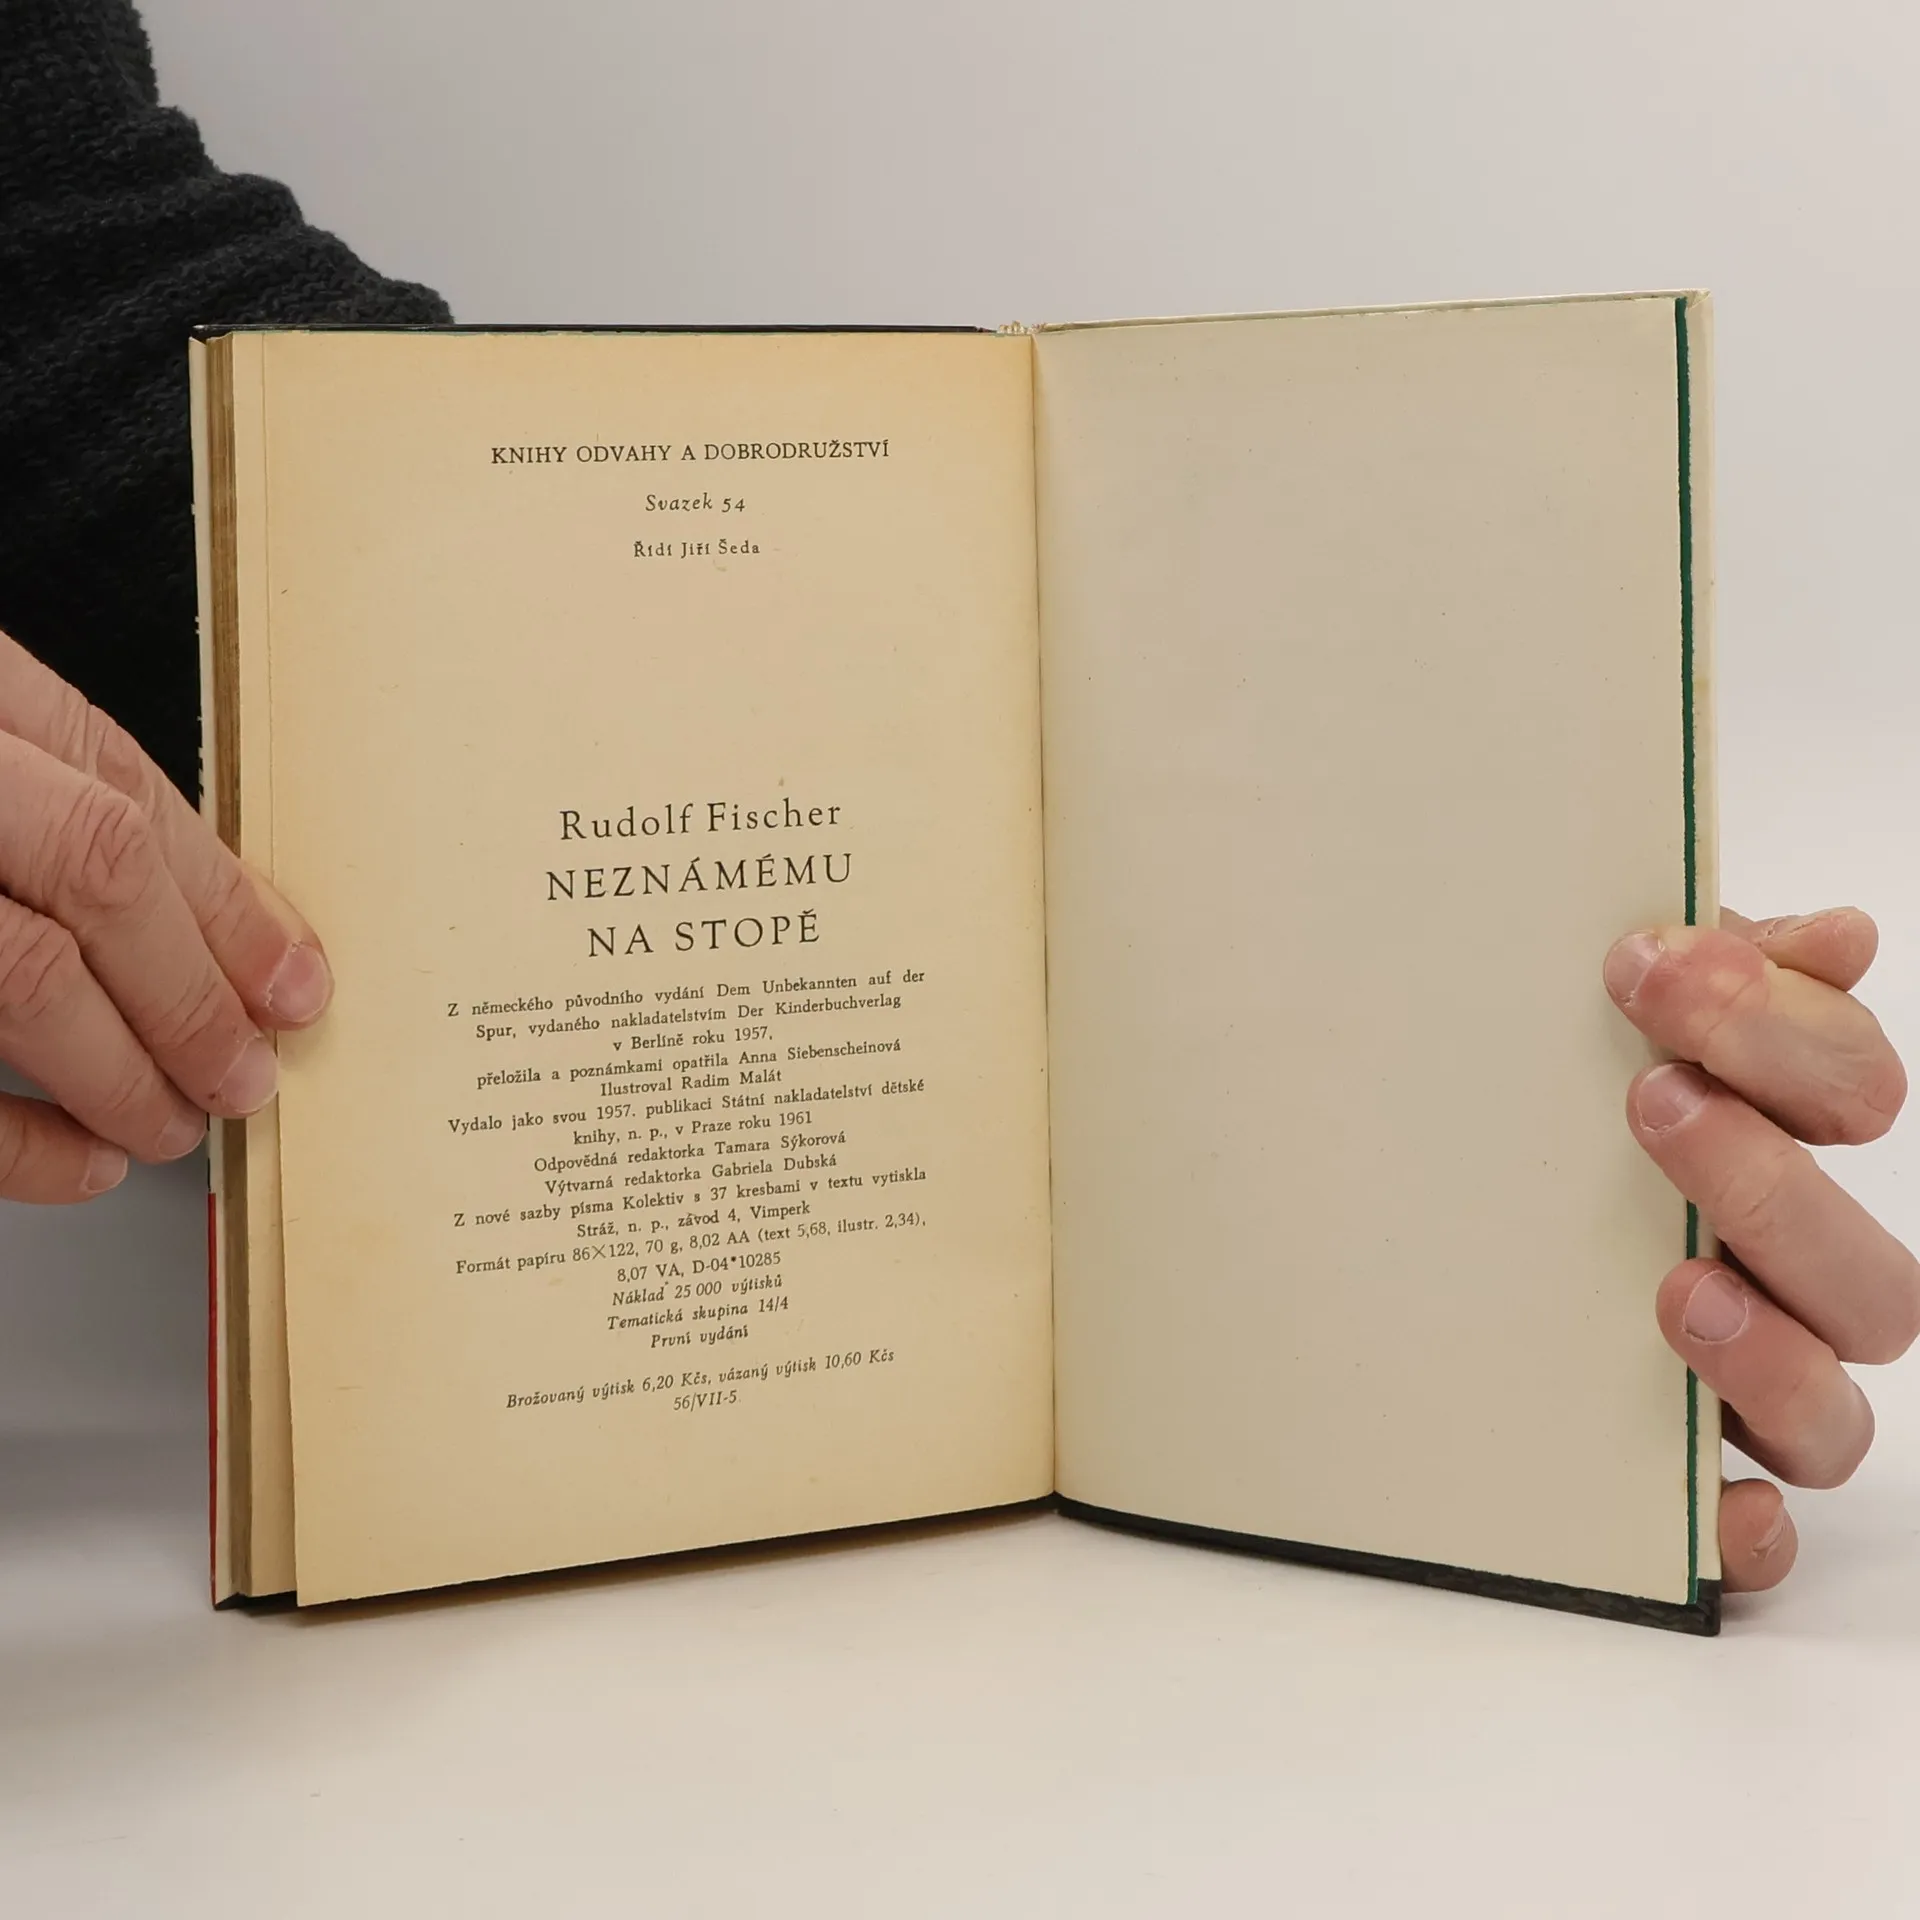 KNIHY ODVAHY A DOBRODRUŽSTVÍ
Svazek 54
Řídí Jiří Šeda
Rudolf Fischer
NEZNÁMÉMU
NA STOPĚ
Z německého původního vydání Dem Unbekannten auf der
Spur, vydaného nakladatelstvím Der Kinderbuchverlag
v Berlíně roku 1957,
přeložila a poznámkami opatřila Anna Siebenscheinová
Ilustroval Radim Malát
Vydalo jako svou 1957. publikaci Státní nakladatelství dětské
knihy, n. p., v Praze roku 1961
Odpovědná redaktorka Tamara Sýkorová
Výtvarná redaktorka Gabriela Dubská
Z nové sazby písma Kolektiv s 37 kresbami v textu vytiskla
Stráž, n. p., závod 4, Vimperk
Formát papíru 86×122, 70 g, 8,02 AA (text 5,68, ilustr. 2,34),
8,07 VA, D-04*10285
Náklad 25 000 výtisků
Tematická skupina 14/4
První vydání
Brožovaný výtisk 6,20 Kčs, vázaný výtisk 10,60 Kčs
56/VII-5